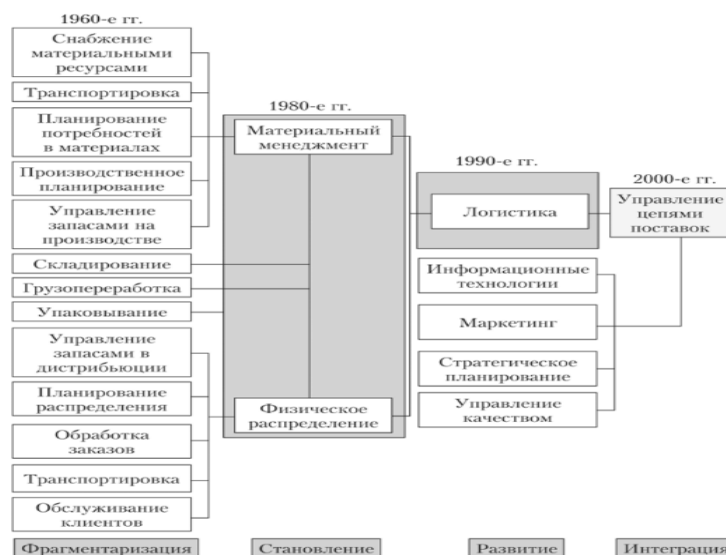 1960-е гг.
Снабжение
материальными
ресурсами
Транспортировка
Планирование
потребностей
в материалах
Производственное
планирование
Управление
запасами на
производстве
Складирование
Грузопереработка
Упаковывание
Управление
запасами в
дистрибьюции
Планирование
распределения
Обработка
заказов
Транспортировка
Обслуживание
клиентов
Фрагментаризация
1980-е гг.
Материальный
менеджмент
Физическое
распределение
Становление
1990-е гг.
Логистика
Информационные
технологии
Маркетинг
Стратегическое
планирование
Управление
качеством
Развитие
2000-е гг.
Управление
цепями
поставок
Интеграция